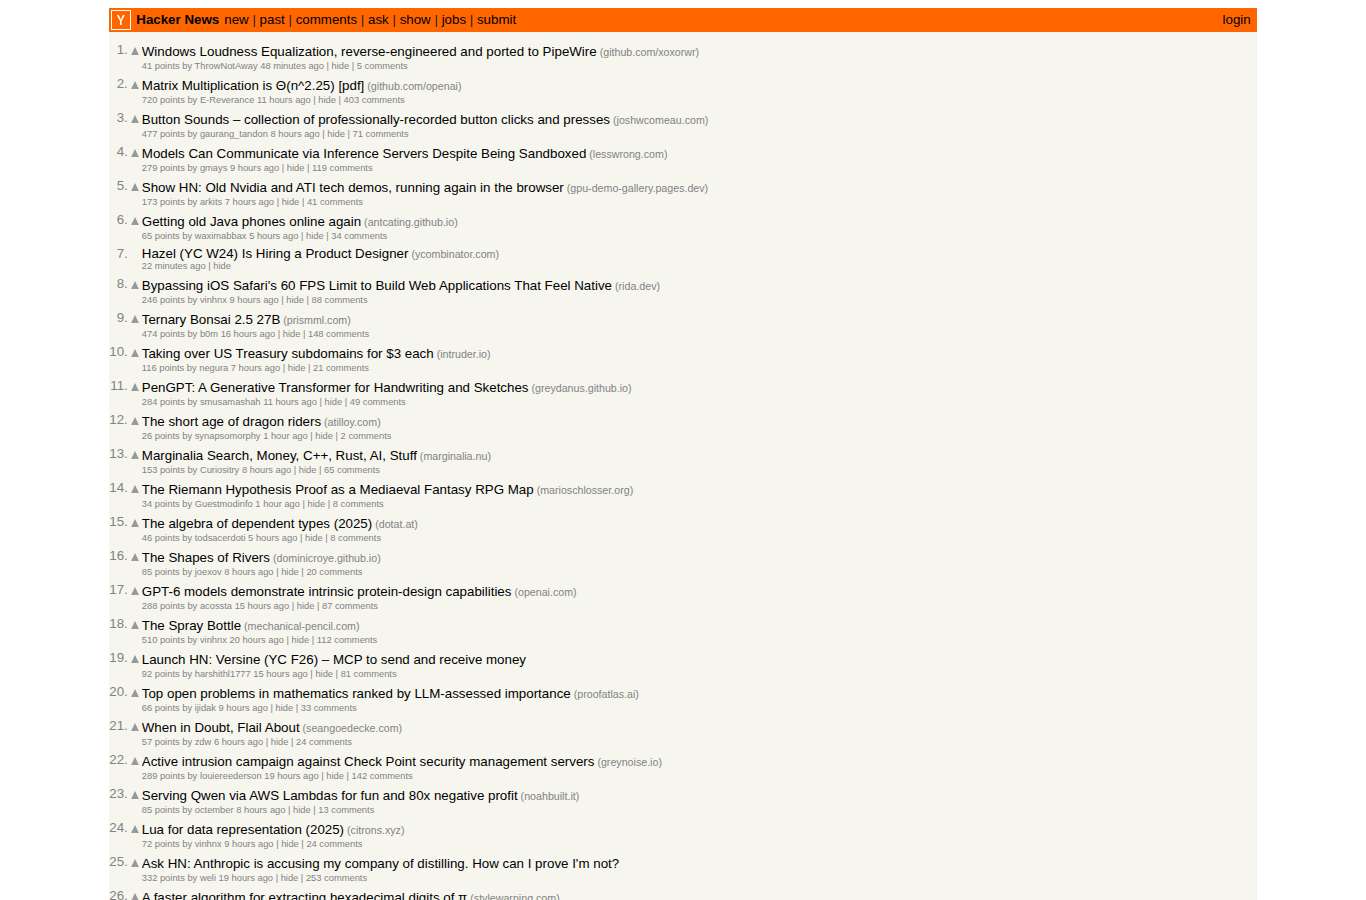 Y Hacker News new | past | comments | ask | show | jobs | submit login
1. Windows Loudness Equalization, reverse-engineered and ported to PipeWire (github.com/xoxorwr)
41 points by ThrowNotAway 48 minutes ago | hide | 5 comments
2. Matrix Multiplication is Θ(n^2.25) [pdf] (github.com/openai)
720 points by E-Reverance 11 hours ago | hide | 403 comments
3. Button Sounds – collection of professionally-recorded button clicks and presses (joshwcomeau.com)
477 points by gaurang_tandon 8 hours ago | hide | 71 comments
4. Models Can Communicate via Inference Servers Despite Being Sandboxed (lesswrong.com)
279 points by gmays 9 hours ago | hide | 119 comments
5. Show HN: Old Nvidia and ATI tech demos, running again in the browser (gpu-demo-gallery.pages.dev)
173 points by arkits 7 hours ago | hide | 41 comments
6. Getting old Java phones online again (antcating.github.io)
65 points by waximabbax 5 hours ago | hide | 34 comments
7. Hazel (YC W24) Is Hiring a Product Designer (ycombinator.com)
22 minutes ago | hide
8. Bypassing iOS Safari's 60 FPS Limit to Build Web Applications That Feel Native (rida.dev)
246 points by vinhnx 9 hours ago | hide | 88 comments
9. Ternary Bonsai 2.5 27B (prismml.com)
474 points by b0m 16 hours ago | hide | 148 comments
10. Taking over US Treasury subdomains for $3 each (intruder.io)
116 points by negura 7 hours ago | hide | 21 comments
11. PenGPT: A Generative Transformer for Handwriting and Sketches (greydanus.github.io)
284 points by smusamashah 11 hours ago | hide | 49 comments
12. The short age of dragon riders (atilloy.com)
26 points by synapsomorphy 1 hour ago | hide | 2 comments
13. Marginalia Search, Money, C++, Rust, AI, Stuff (marginalia.nu)
153 points by Curiositry 8 hours ago | hide | 65 comments
14. The Riemann Hypothesis Proof as a Mediaeval Fantasy RPG Map (marioschlosser.org)
34 points by Guestmodinfo 1 hour ago | hide | 8 comments
15. The algebra of dependent types (2025) (dotat.at)
46 points by todsacerdoti 5 hours ago | hide | 8 comments
16. The Shapes of Rivers (dominicroye.github.io)
85 points by joexov 8 hours ago | hide | 20 comments
17. GPT-6 models demonstrate intrinsic protein-design capabilities (openai.com)
288 points by acossta 15 hours ago | hide | 87 comments
18. The Spray Bottle (mechanical-pencil.com)
510 points by vinhnx 20 hours ago | hide | 112 comments
19. Launch HN: Versine (YC F26) – MCP to send and receive money
92 points by harshithl1777 15 hours ago | hide | 81 comments
20. Top open problems in mathematics ranked by LLM-assessed importance (proofatlas.ai)
66 points by ijidak 9 hours ago | hide | 33 comments
21. When in Doubt, Flail About (seangoedecke.com)
57 points by zdw 6 hours ago | hide | 24 comments
22. Active intrusion campaign against Check Point security management servers (greynoise.io)
289 points by louiereederson 19 hours ago | hide | 142 comments
23. Serving Qwen via AWS Lambdas for fun and 80x negative profit (noahbuilt.it)
85 points by octember 8 hours ago | hide | 13 comments
24. Lua for data representation (2025) (citrons.xyz)
72 points by vinhnx 9 hours ago | hide | 24 comments
25. Ask HN: Anthropic is accusing my company of distilling. How can I prove I'm not?
332 points by weli 19 hours ago | hide | 253 comments
26. A faster algorithm for extracting hexadecimal digits of π (stylewarning.com)